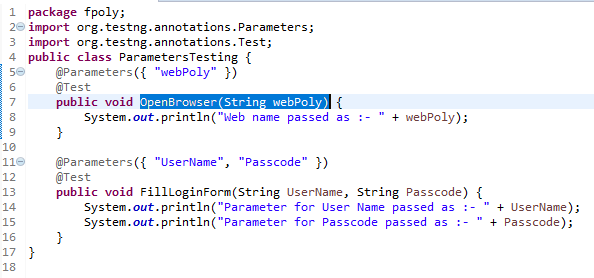 1 package fpoly;
2 import org.testng.annotations.Parameters;
3 import org.testng.annotations.Test;
4 public class ParametersTesting {
5     @Parameters({ "webPoly" })
6     @Test
7     public void OpenBrowser(String webPoly) {
8         System.out.println("Web name passed as :- " + webPoly);
9     }
10
11     @Parameters({ "UserName", "Passcode" })
12     @Test
13     public void FillLoginForm(String UserName, String Passcode) {
14         System.out.println("Parameter for User Name passed as :- " + UserName);
15         System.out.println("Parameter for Passcode passed as :- " + Passcode);
16     }
17 }
18